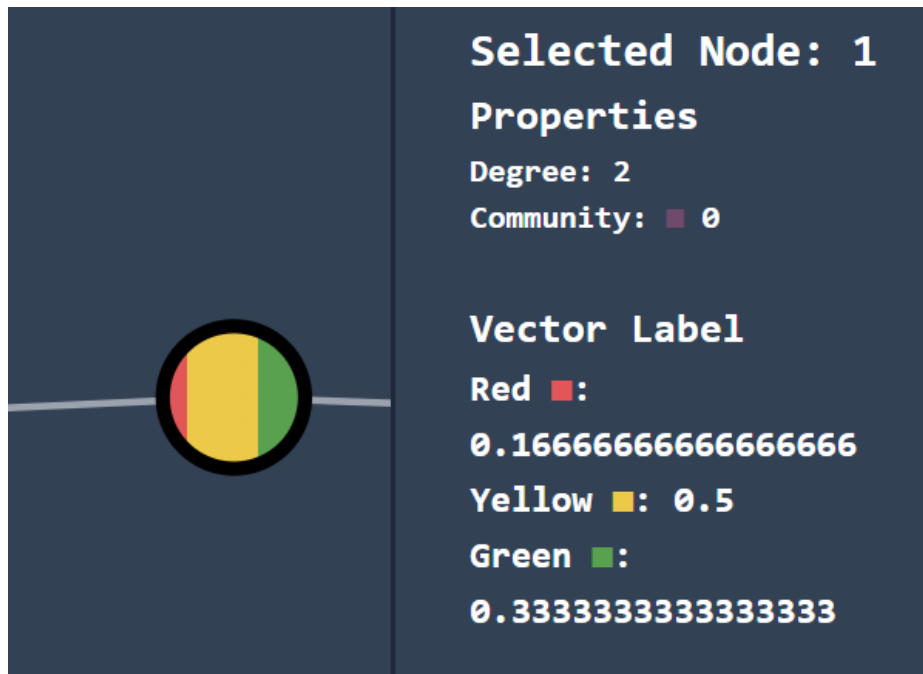 Selected Node: 1
Properties
Degree: 2
Community: 0
Vector Label
Red :
0.16666666666666666
Yellow : 0.5
Green :
0.3333333333333333